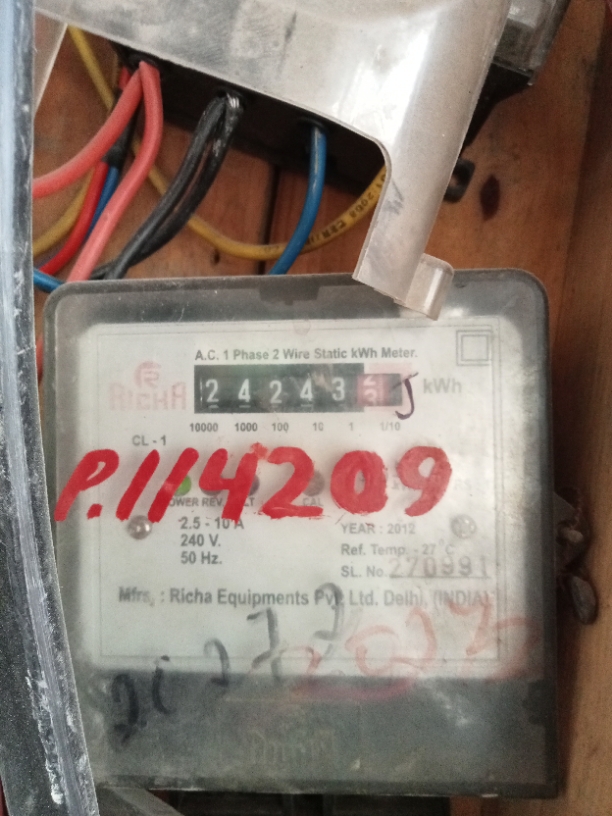 A.C. 1 Phase 2 Wire Static kWh Meter.
RICHA
2 4 2 4 3
kWh
10000 1000 100 10 1 1/10
CL - 1
P.114209
POWER REV. CAL
2.5 - 10 A
240 V.
50 Hz.
YEAR : 2012
Ref. Temp. - 27°C
SL. No. 270991
Mfrs. : Richa Equipments Pvt. Ltd. Delhi, (INDIA)